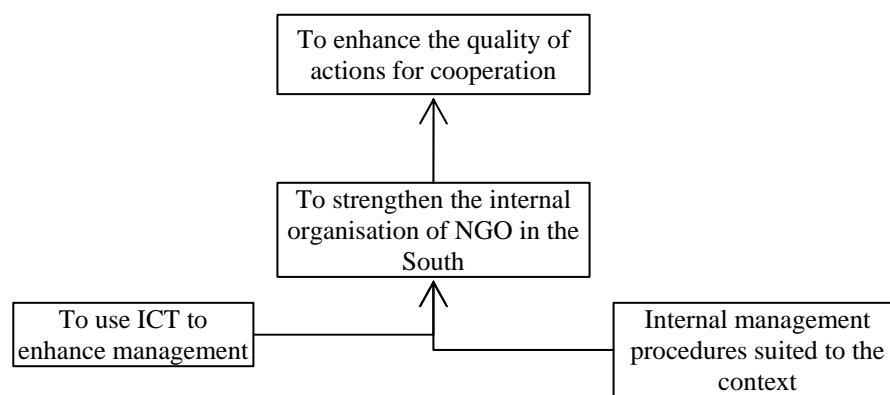 To enhance the quality of
actions for cooperation
To strengthen the internal
organisation of NGO in the
South
To use ICT to
enhance management
Internal management
procedures suited to the
context